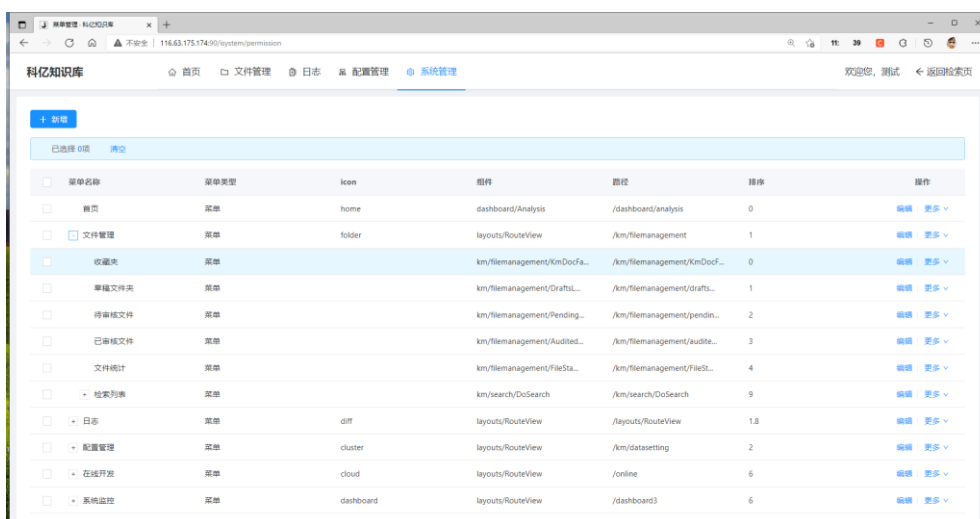 菜单管理 - 科亿知识库
不安全 116.63.175.174:90/isystem/permission
科亿知识库 首页 文件管理 日志 配置管理 系统管理 欢迎您，测试 返回检索页
+ 新增
已选择 0项 清空
菜单名称 菜单类型 icon 组件 路径 排序 操作
首页 菜单 home dashboard/Analysis /dashboard/analysis 0 编辑 更多
文件管理 菜单 folder layouts/RouteView /km/filemanagement 1 编辑 更多
收藏夹 菜单 km/filemanagement/KmDocFa... /km/filemanagement/KmDocF... 0 编辑 更多
草稿文件夹 菜单 km/filemanagement/DraftsL... /km/filemanagement/drafts... 1 编辑 更多
待审核文件 菜单 km/filemanagement/Pending... /km/filemanagement/pendin... 2 编辑 更多
已审核文件 菜单 km/filemanagement/Audited... /km/filemanagement/audite... 3 编辑 更多
文件统计 菜单 km/filemanagement/FileSta... /km/filemanagement/FileSt... 4 编辑 更多
检索列表 菜单 km/search/DoSearch /km/search/DoSearch 9 编辑 更多
日志 菜单 diff layouts/RouteView /layouts/RouteView 1.8 编辑 更多
配置管理 菜单 cluster layouts/RouteView /km/datasetting 2 编辑 更多
在线开发 菜单 cloud layouts/RouteView /online 6 编辑 更多
系统监控 菜单 dashboard layouts/RouteView /dashboard3 6 编辑 更多